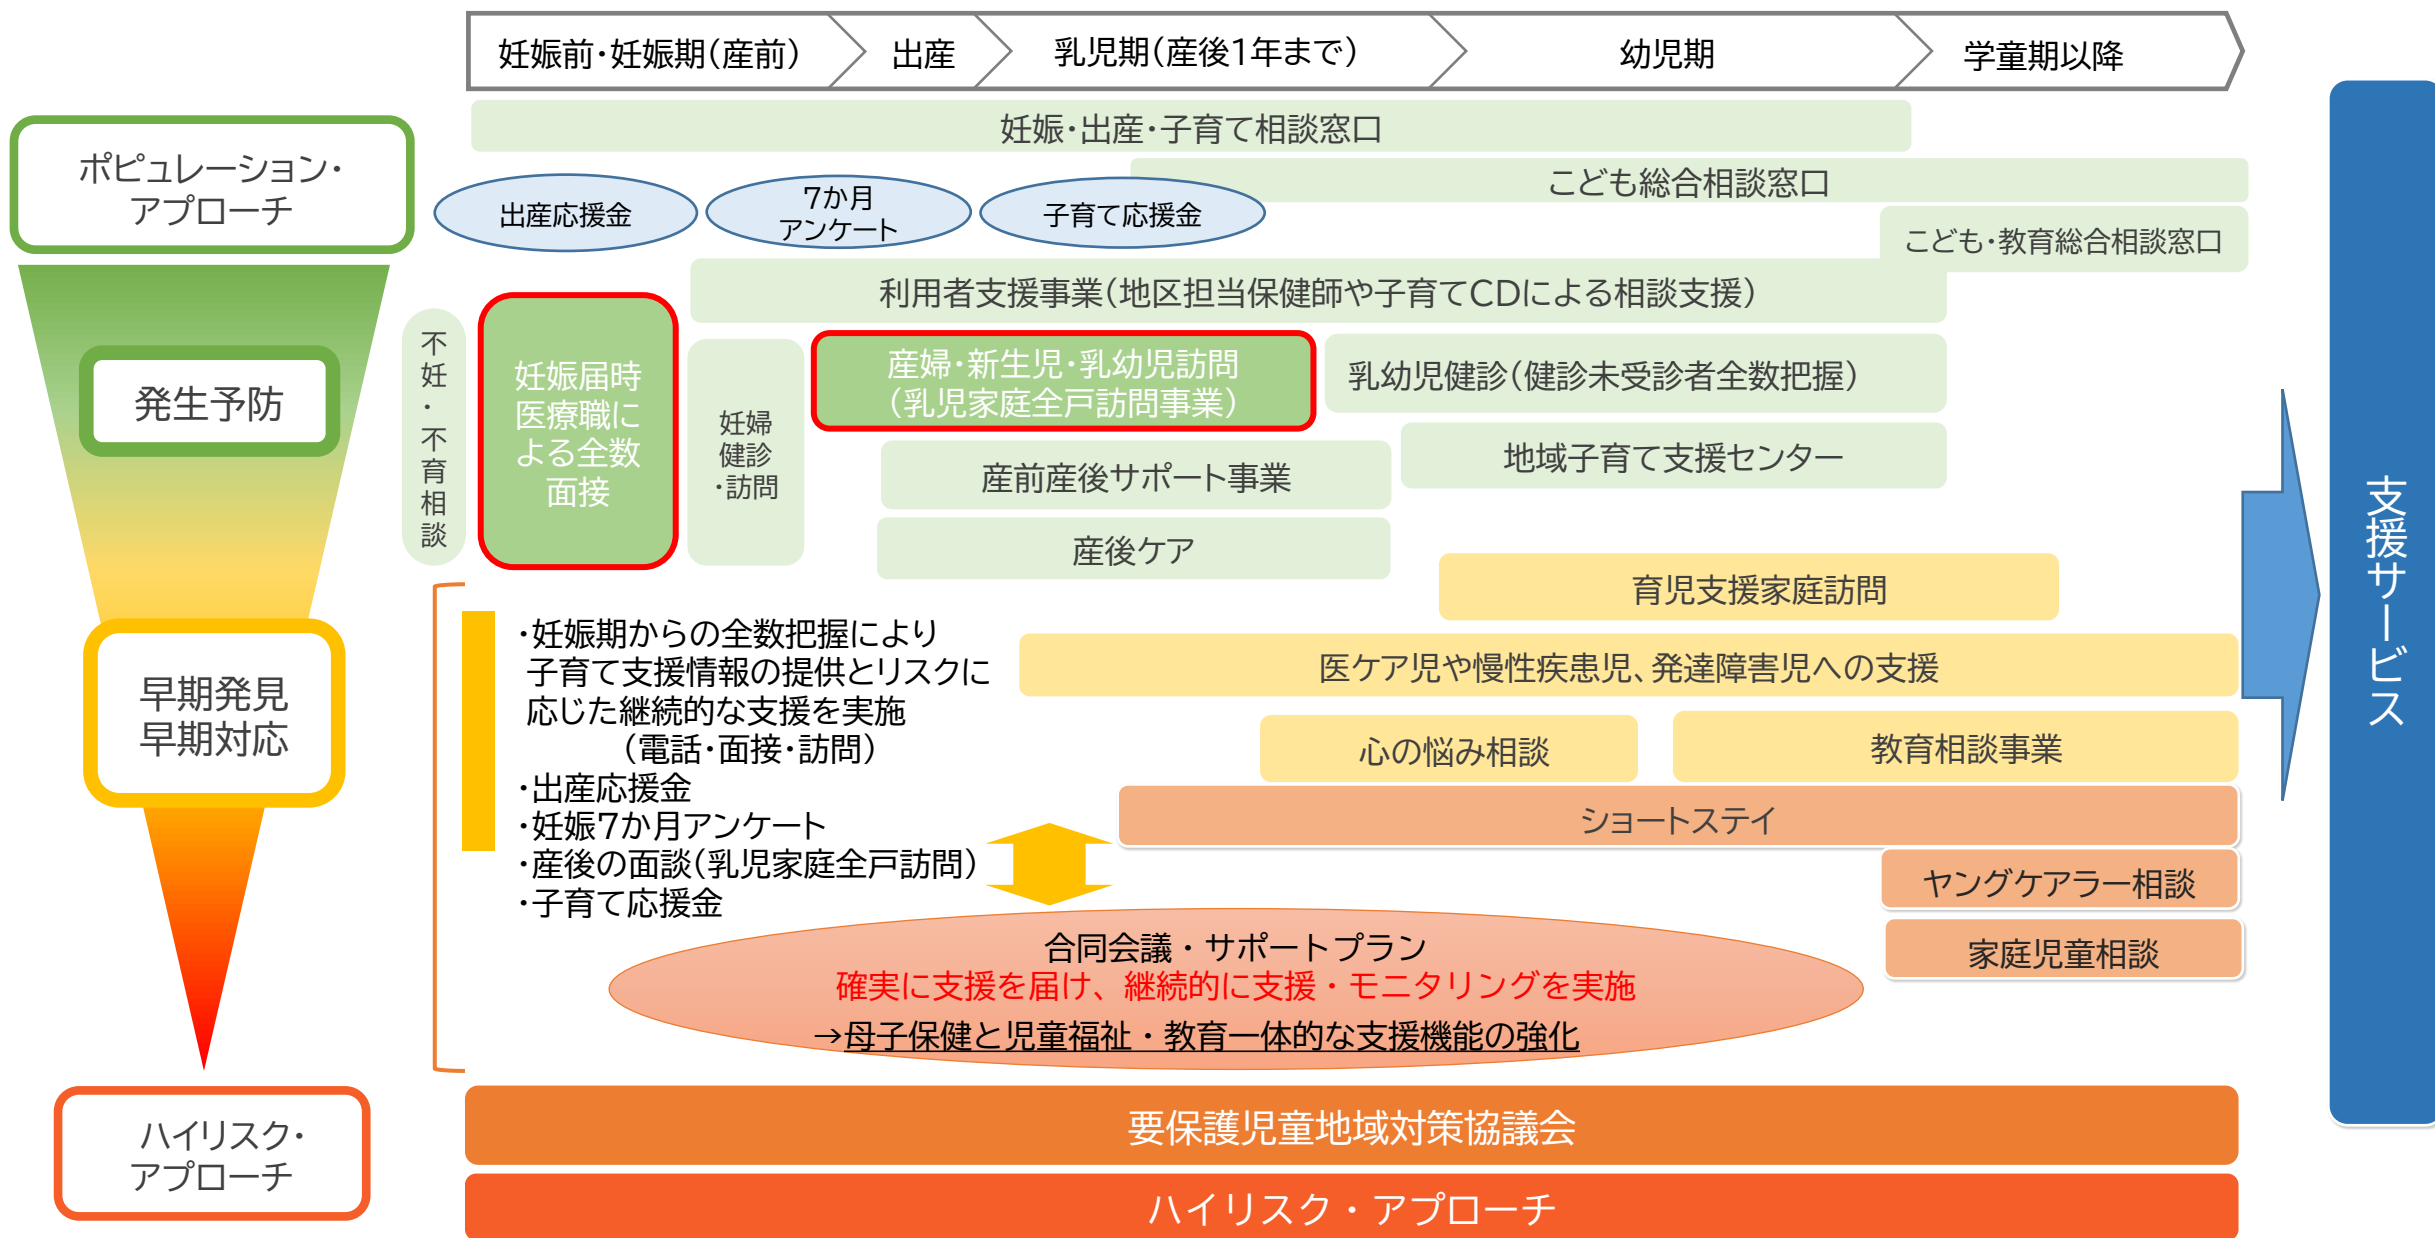 妊娠前・妊娠期(産前)
出産
乳児期(産後1年まで)
幼児期
学童期以降
妊娠・出産・子育て相談窓口
こども総合相談窓口
こども・教育総合相談窓口
出産応援金
7か月
アンケート
子育て応援金
利用者支援事業(地区担当保健師や子育てCDによる相談支援)
ポピュレーション・
アプローチ
発生予防
早期発見
早期対応
ハイリスク・
アプローチ
不妊・不育相談
妊娠届時
医療職に
よる全数
面接
妊婦
健診
・訪問
産婦・新生児・乳幼児訪問
(乳児家庭全戸訪問事業)
乳幼児健診(健診未受診者全数把握)
産前産後サポート事業
地域子育て支援センター
産後ケア
育児支援家庭訪問
・妊娠期からの全数把握により
子育て支援情報の提供とリスクに
応じた継続的な支援を実施
(電話・面接・訪問)
・出産応援金
・妊娠7か月アンケート
・産後の面談(乳児家庭全戸訪問)
・子育て応援金
医ケア児や慢性疾患児、発達障害児への支援
心の悩み相談
教育相談事業
ショートステイ
ヤングケアラー相談
家庭児童相談
合同会議・サポートプラン
確実に支援を届け、継続的に支援・モニタリングを実施
→母子保健と児童福祉・教育一体的な支援機能の強化
要保護児童地域対策協議会
ハイリスク・アプローチ
支援サービス